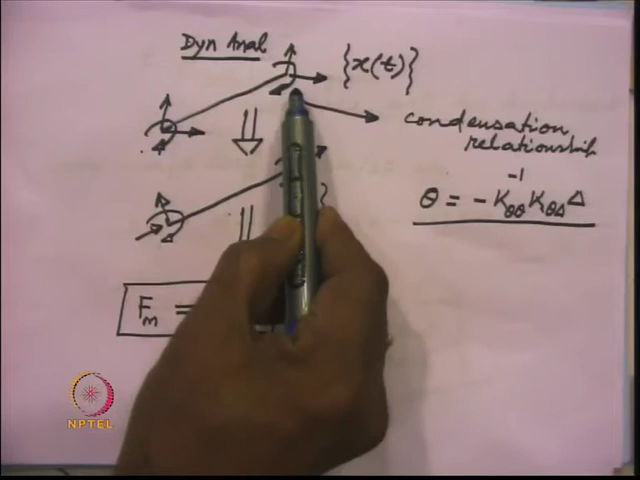 Dyn Anal
{x(t)}
condensation
relationship
θ = - K_θθ^-1 K_θΔ Δ
F_m =
NPTEL